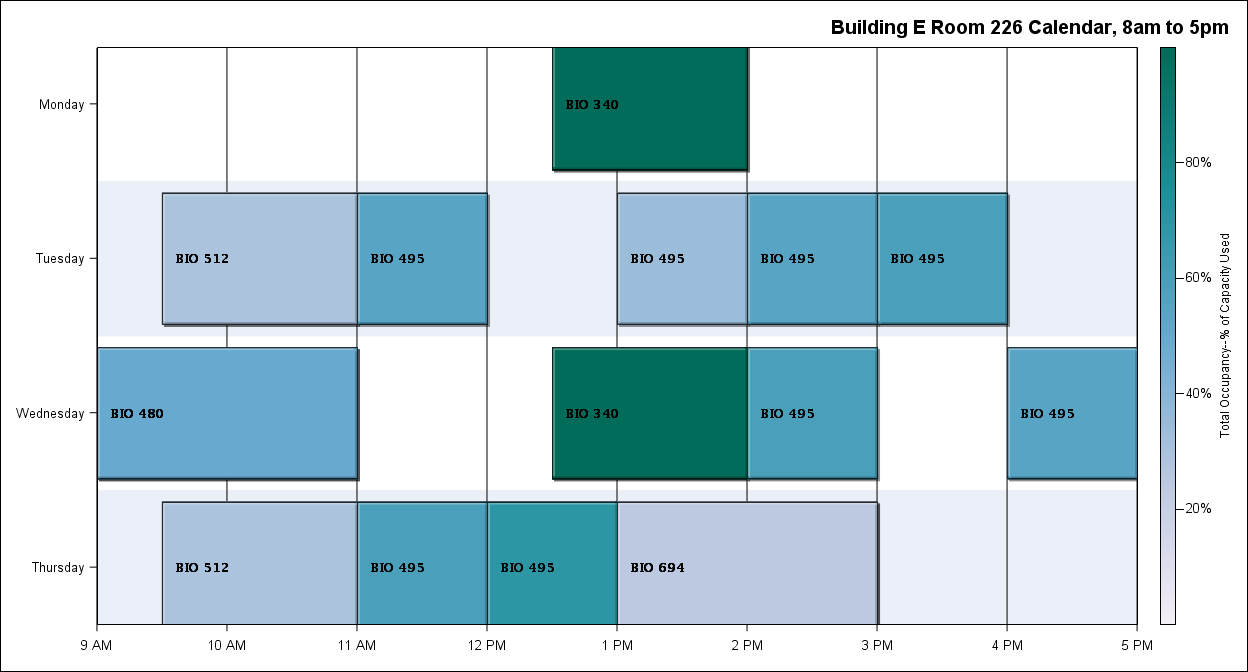 Building E Room 226 Calendar, 8am to 5pm
Monday
BIO 340
Tuesday
BIO 512
BIO 495
BIO 495
BIO 495
BIO 495
Wednesday
BIO 480
BIO 340
BIO 495
BIO 495
Thursday
BIO 512
BIO 495
BIO 495
BIO 694
9 AM
10 AM
11 AM
12 PM
1 PM
2 PM
3 PM
4 PM
5 PM
80%
60%
40%
20%
Total Occupancy--% of Capacity Used